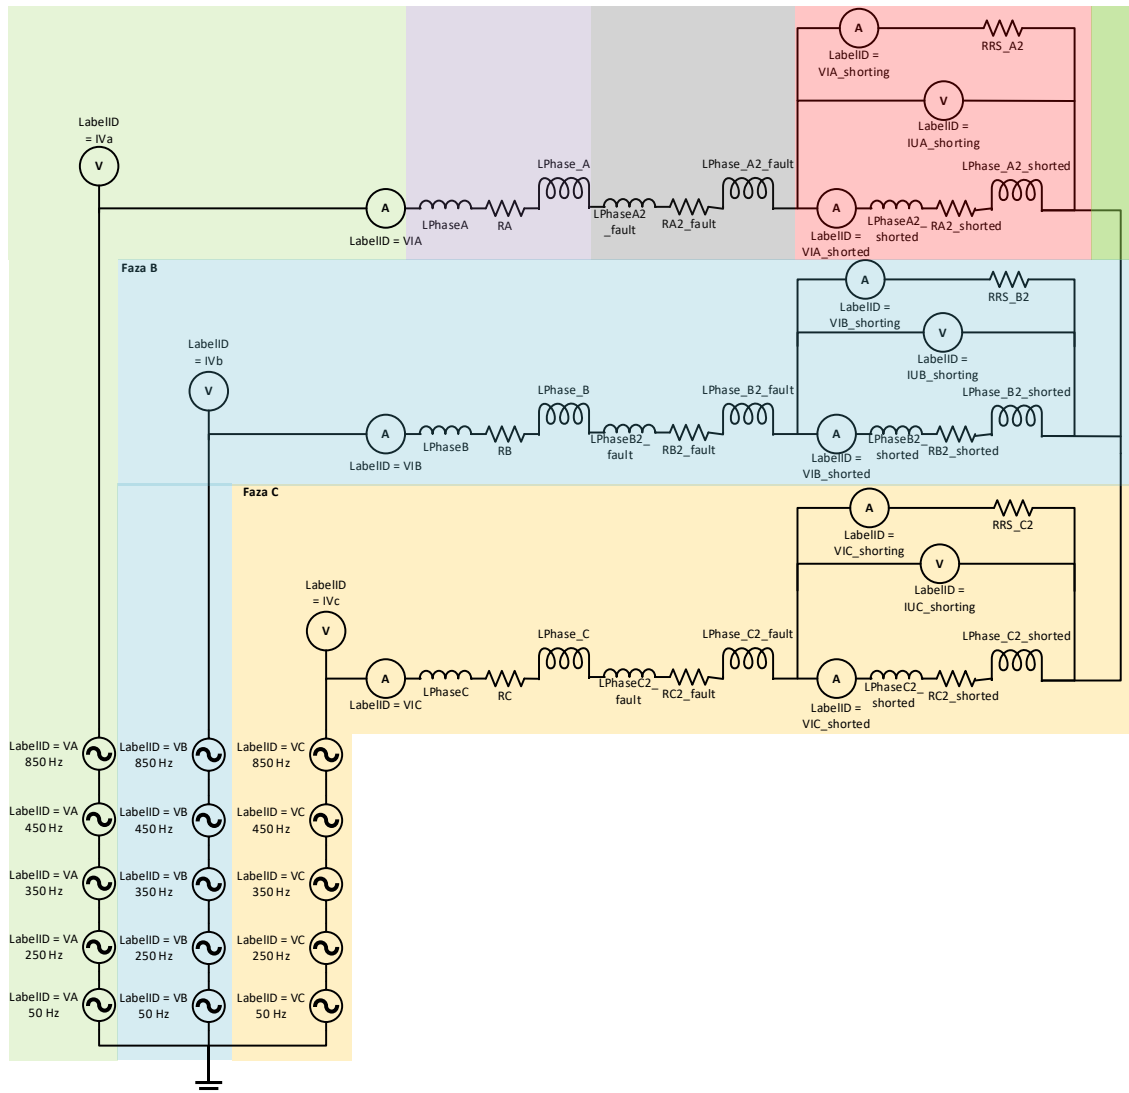 A
RRS_A2
LabelID =
VIA_shorting
V
LabelID =
IUA_shorting
LabelID
= IVa
V
LPhase_A
LPhase_A2_fault
LPhase_A2_shorted
A
LabelID = VIA
LPhaseA
RA
LPhaseA2
_fault
RA2_fault
A
LabelID =
VIA_shorted
LPhaseA2_
shorted
RA2_shorted
Faza B
A
RRS_B2
LabelID =
VIB_shorting
V
LabelID =
IUB_shorting
LabelID
= IVb
V
LPhase_B
LPhase_B2_fault
LPhase_B2_shorted
A
LabelID = VIB
LPhaseB
RB
LPhaseB2_
fault
RB2_fault
A
LabelID =
VIB_shorted
LPhaseB2_
shorted
RB2_shorted
Faza C
A
RRS_C2
LabelID =
VIC_shorting
V
LabelID =
IUC_shorting
LabelID
= IVc
V
LPhase_C
LPhase_C2_fault
LPhase_C2_shorted
A
LabelID = VIC
LPhaseC
RC
LPhaseC2_
fault
RC2_fault
A
LabelID =
VIC_shorted
LPhaseC2_
shorted
RC2_shorted
LabelID = VA
850 Hz
LabelID = VB
850 Hz
LabelID = VC
850 Hz
LabelID = VA
450 Hz
LabelID = VB
450 Hz
LabelID = VC
450 Hz
LabelID = VA
350 Hz
LabelID = VB
350 Hz
LabelID = VC
350 Hz
LabelID = VA
250 Hz
LabelID = VB
250 Hz
LabelID = VC
250 Hz
LabelID = VA
50 Hz
LabelID = VB
50 Hz
LabelID = VC
50 Hz